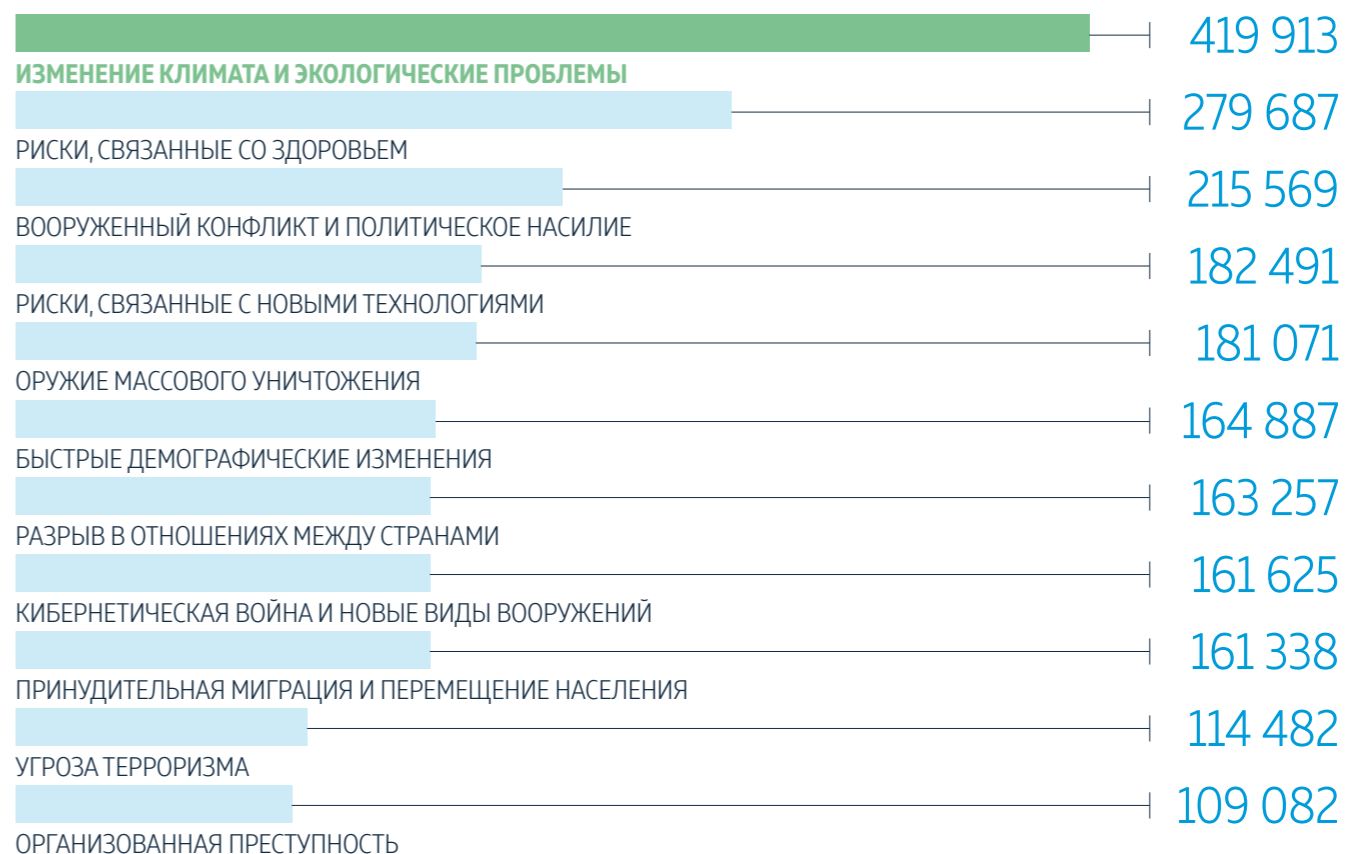 419 913
ИЗМЕНЕНИЕ КЛИМАТА И ЭКОЛОГИЧЕСКИЕ ПРОБЛЕМЫ
279 687
РИСКИ, СВЯЗАННЫЕ СО ЗДОРОВЬЕМ
215 569
ВООРУЖЕННЫЙ КОНФЛИКТ И ПОЛИТИЧЕСКОЕ НАСИЛИЕ
182 491
РИСКИ, СВЯЗАННЫЕ С НОВЫМИ ТЕХНОЛОГИЯМИ
181 071
ОРУЖИЕ МАССОВОГО УНИЧТОЖЕНИЯ
164 887
БЫСТРЫЕ ДЕМОГРАФИЧЕСКИЕ ИЗМЕНЕНИЯ
163 257
РАЗРЫВ В ОТНОШЕНИЯХ МЕЖДУ СТРАНАМИ
161 625
КИБЕРНЕТИЧЕСКАЯ ВОЙНА И НОВЫЕ ВИДЫ ВООРУЖЕНИЙ
161 338
ПРИНУДИТЕЛЬНАЯ МИГРАЦИЯ И ПЕРЕМЕЩЕНИЕ НАСЕЛЕНИЯ
114 482
УГРОЗА ТЕРРОРИЗМА
109 082
ОРГАНИЗОВАННАЯ ПРЕСТУПНОСТЬ